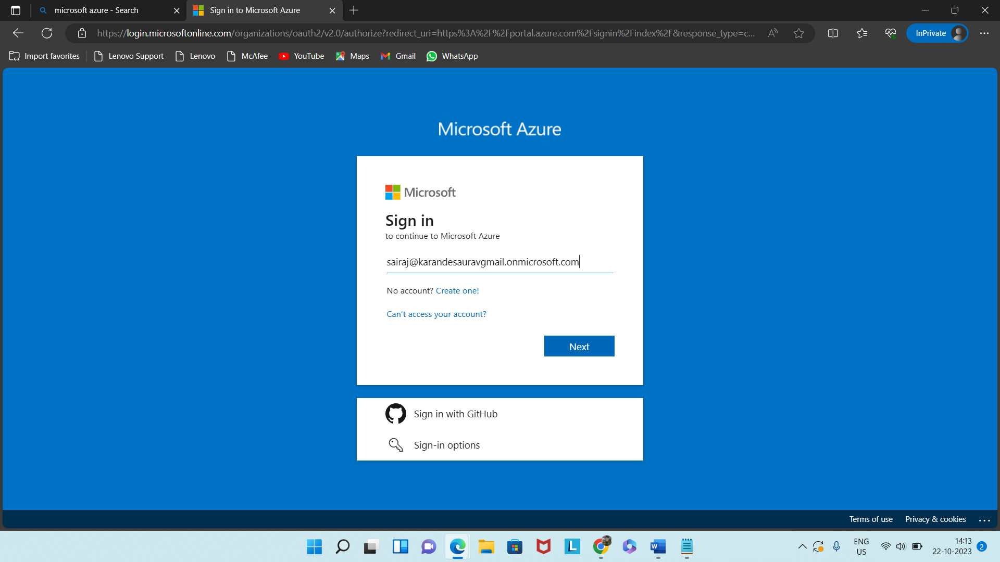 microsoft azure - Search
Sign in to Microsoft Azure
https://login.microsoftonline.com/organizations/oauth2/v2.0/authorize?redirect_uri=https%3A%2F%2Fportal.azure.com%2Fsignin%2Findex%2F&response_type=c...
InPrivate
Import favorites
Lenovo Support
Lenovo
McAfee
YouTube
Maps
Gmail
WhatsApp
Microsoft Azure
Microsoft
Sign in
to continue to Microsoft Azure
sairaj@karandesauravgmail.onmicrosoft.com
No account? Create one!
Can't access your account?
Next
Sign in with GitHub
Sign-in options
Terms of use
Privacy & cookies
ENG
US
14:13
22-10-2023
2